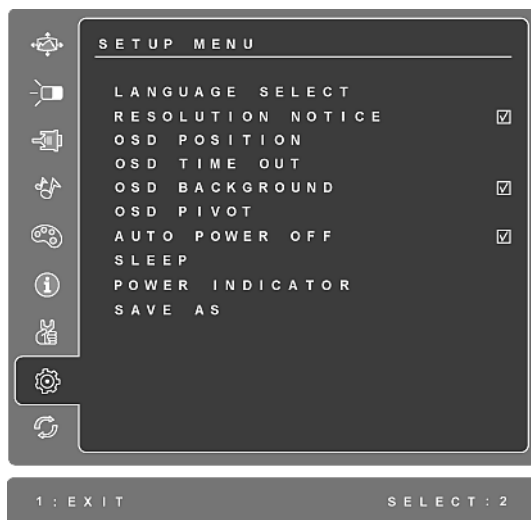 SETUP MENU
LANGUAGE SELECT
RESOLUTION NOTICE
OSD POSITION
OSD TIME OUT
OSD BACKGROUND
OSD PIVOT
AUTO POWER OFF
SLEEP
POWER INDICATOR
SAVE AS
1:EXIT SELECT:2